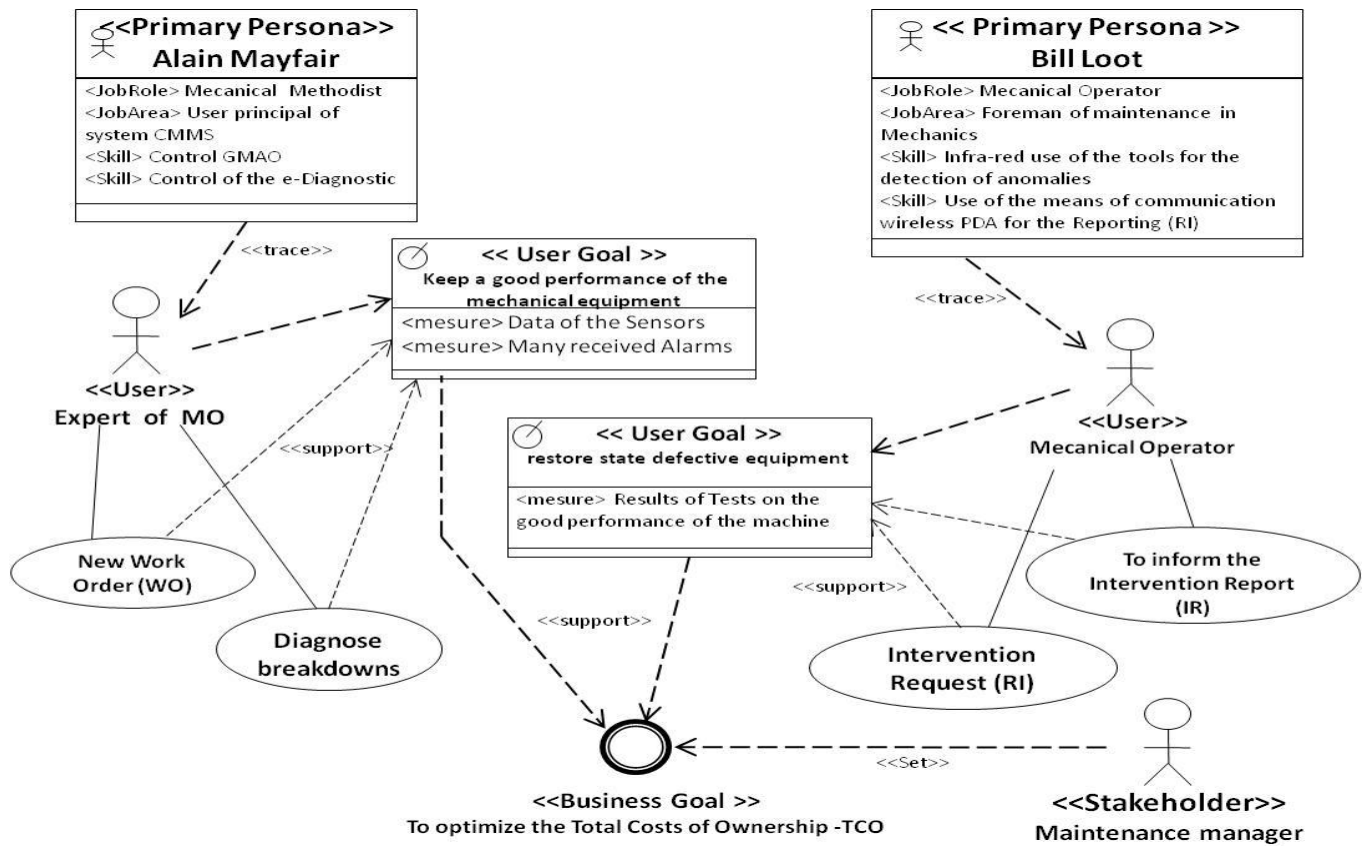 <<Primary Persona>>
Alain Mayfair
<JobRole> Mecanical Methodist
<JobArea> User principal of
system CMMS
<Skill> Control GMAO
<Skill> Control of the e-Diagnostic
<< Primary Persona >>
Bill Loot
<JobRole> Mecanical Operator
<JobArea> Foreman of maintenance in
Mechanics
<Skill> Infra-red use of the tools for the
detection of anomalies
<Skill> Use of the means of communication
wireless PDA for the Reporting (RI)
<<trace>>
<< User Goal >>
Keep a good performance of the
mechanical equipment
<mesure> Data of the Sensors
<mesure> Many received Alarms
<<trace>>
<<User>>
Expert of MO
<<support>>
<< User Goal >>
restore state defective equipment
<mesure> Results of Tests on the
good performance of the machine
<<User>>
Mecanical Operator
New Work
Order (WO)
Diagnose
breakdowns
<<support>>
<<support>>
To inform the
Intervention Report
(IR)
Intervention
Request (RI)
<<Set>>
<<Business Goal >>
To optimize the Total Costs of Ownership -TCO
<<Stakeholder>>
Maintenance manager